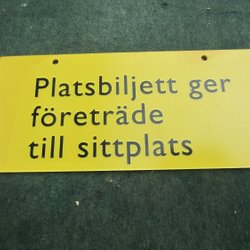 Platsbiljett ger
företräde
till sittplats